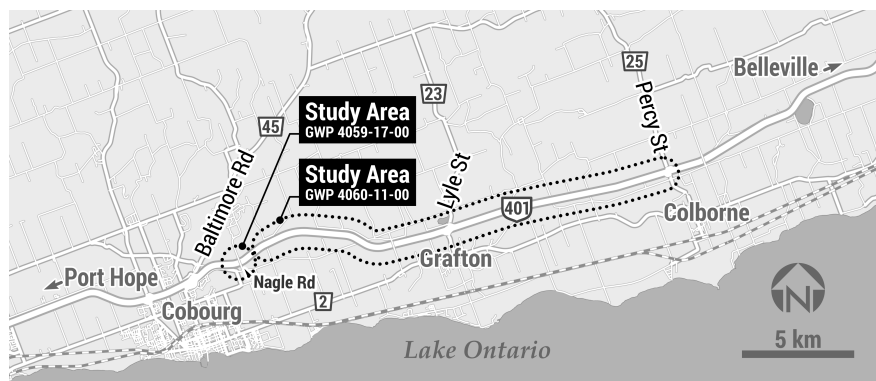 Belleville
25
Percy St
23
Study Area
GWP 4059-17-00
45
Study Area
GWP 4060-11-00
Baltimore Rd
Lyle St
401
Colborne
Grafton
Port Hope
Nagle Rd
2
Cobourg
N
5 km
Lake Ontario